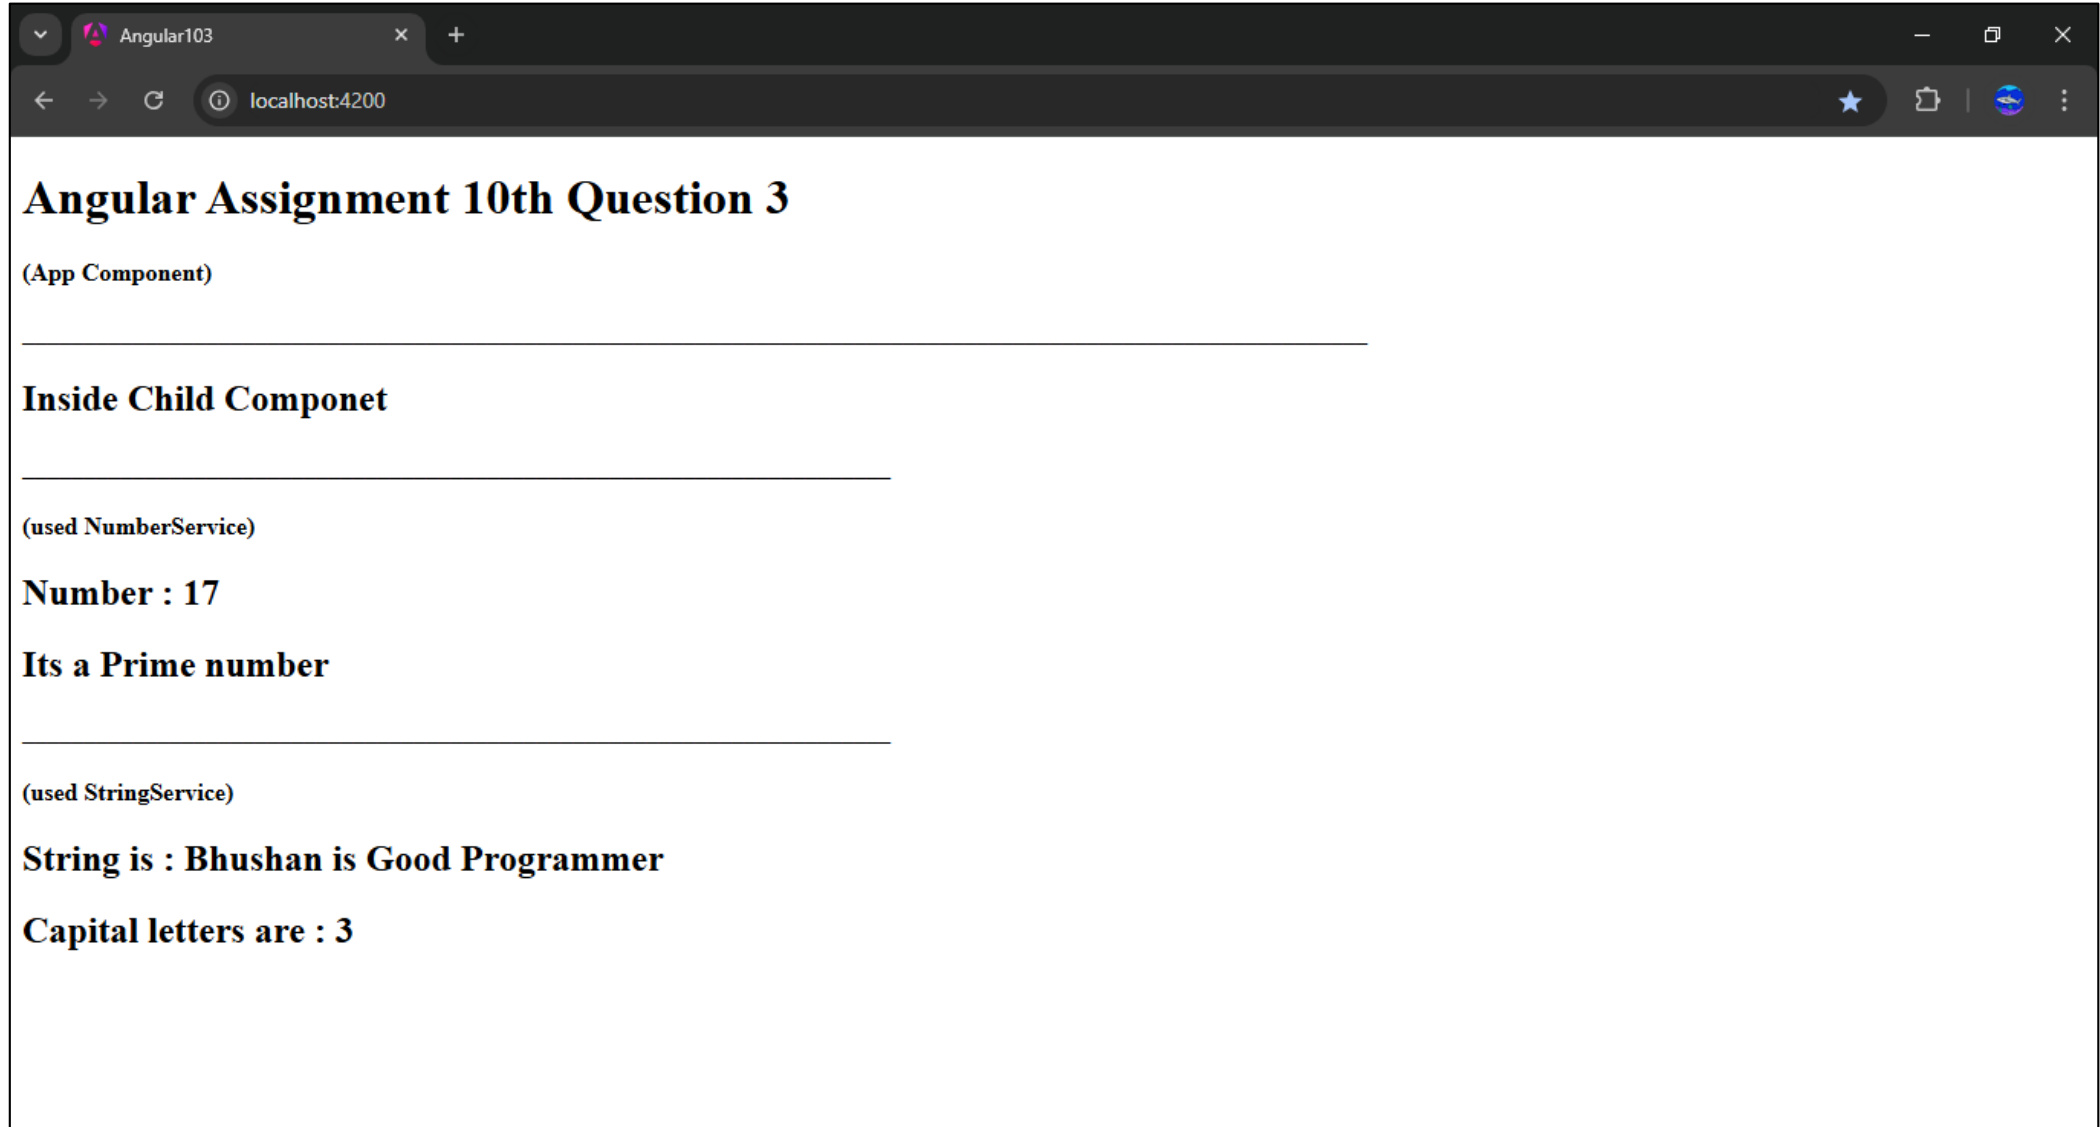 Angular103
localhost:4200
Angular Assignment 10th Question 3
(App Component)
Inside Child Componet
(used NumberService)
Number : 17
Its a Prime number
(used StringService)
String is : Bhushan is Good Programmer
Capital letters are : 3